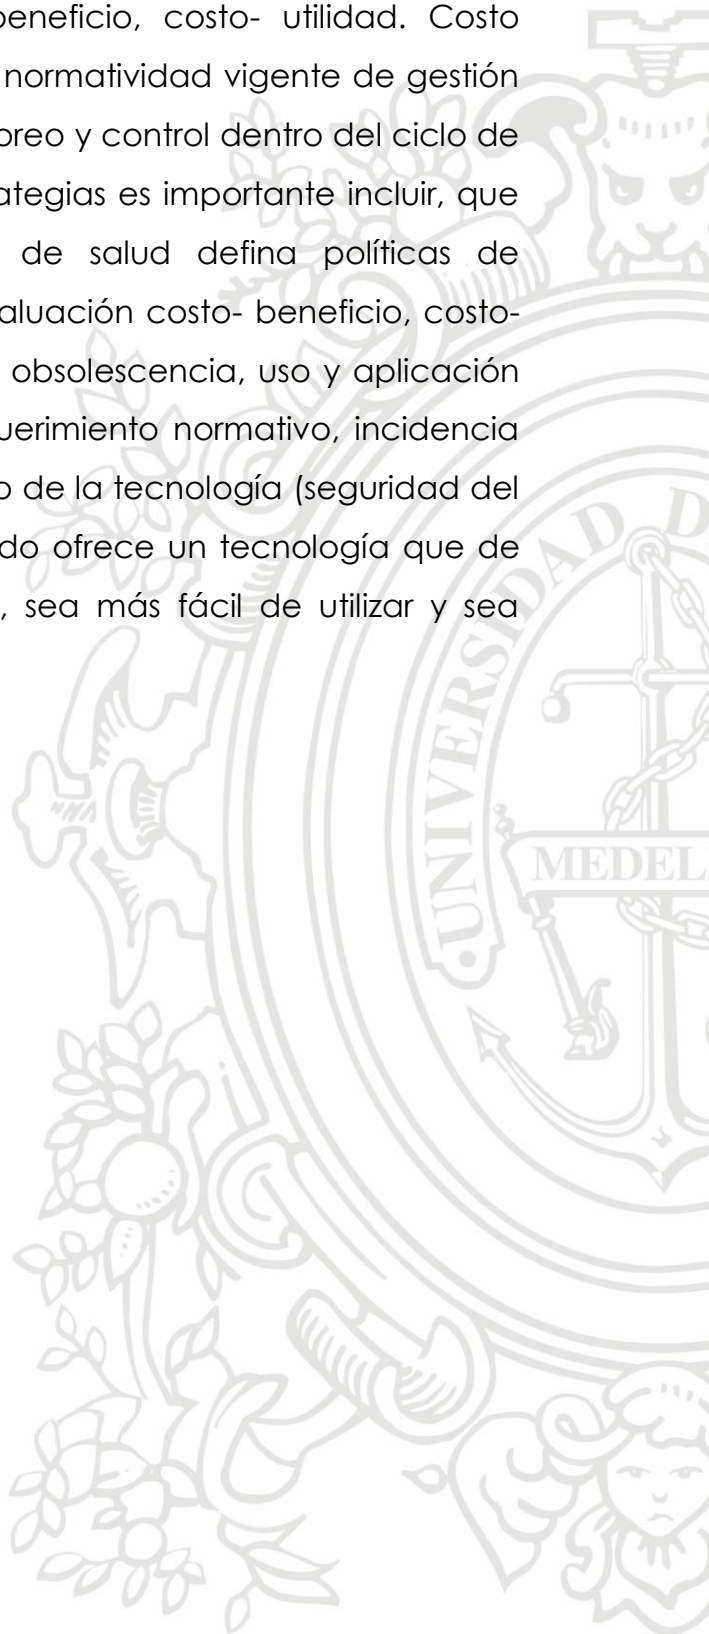 beneficio, costo- utilidad. Costo
normatividad vigente de gestión
oreo y control dentro del ciclo de
ategias es importante incluir, que
de salud defina políticas de
aluación costo- beneficio, costo-
obsolescencia, uso y aplicación
uerimiento normativo, incidencia
o de la tecnología (seguridad del
do ofrece un tecnología que de
, sea más fácil de utilizar y sea
UNIVERSIDAD D
MEDEL